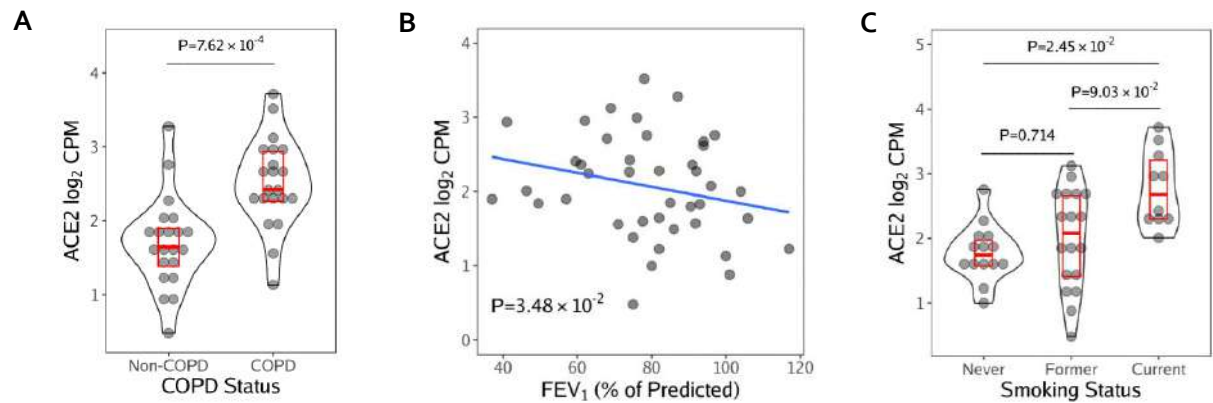 A
P=7.62 × 10⁻⁴
ACE2 log₂ CPM
4
3
2
1
Non-COPD COPD
COPD Status
B
ACE2 log₂ CPM
4
3
2
1
0
P=3.48 × 10⁻²
40 60 80 100 120
FEV₁ (% of Predicted)
C
P=2.45 × 10⁻²
P=9.03 × 10⁻²
P=0.714
ACE2 log₂ CPM
5
4
3
2
1
Never Former Current
Smoking Status